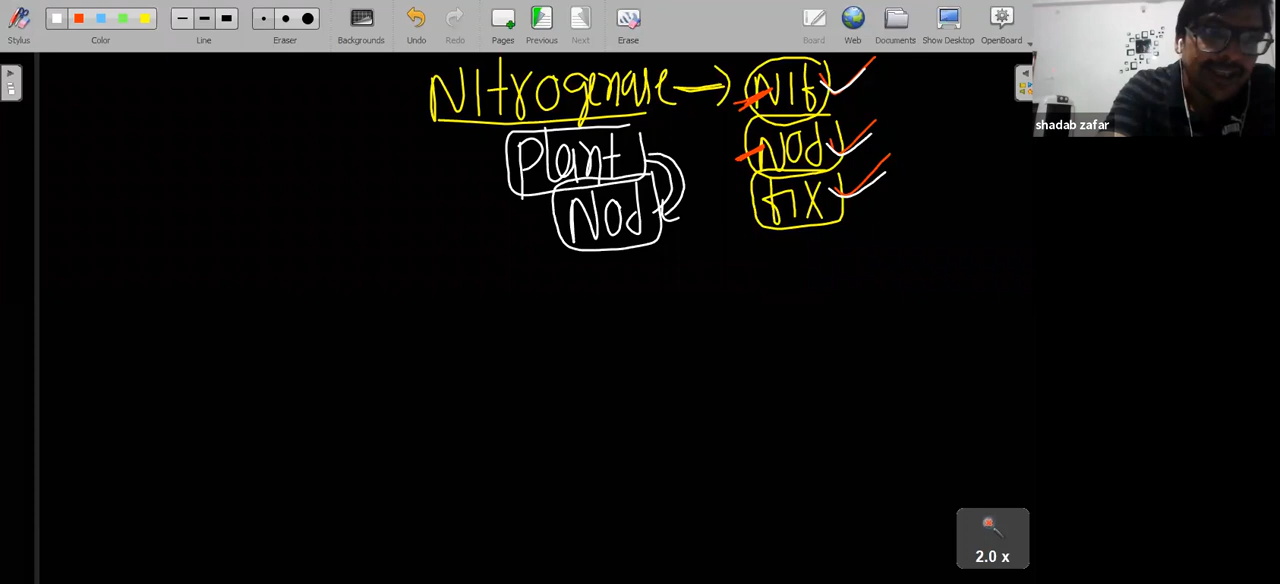 Stylus
Color
Line
Eraser
Backgrounds
Undo
Redo
Pages
Previous
Next
Erase
Board
Web
Documents
Show Desktop
OpenBoard
shadab zafar
Nitrogenase → Nif
Plant Nod
Nod fix
2.0 x